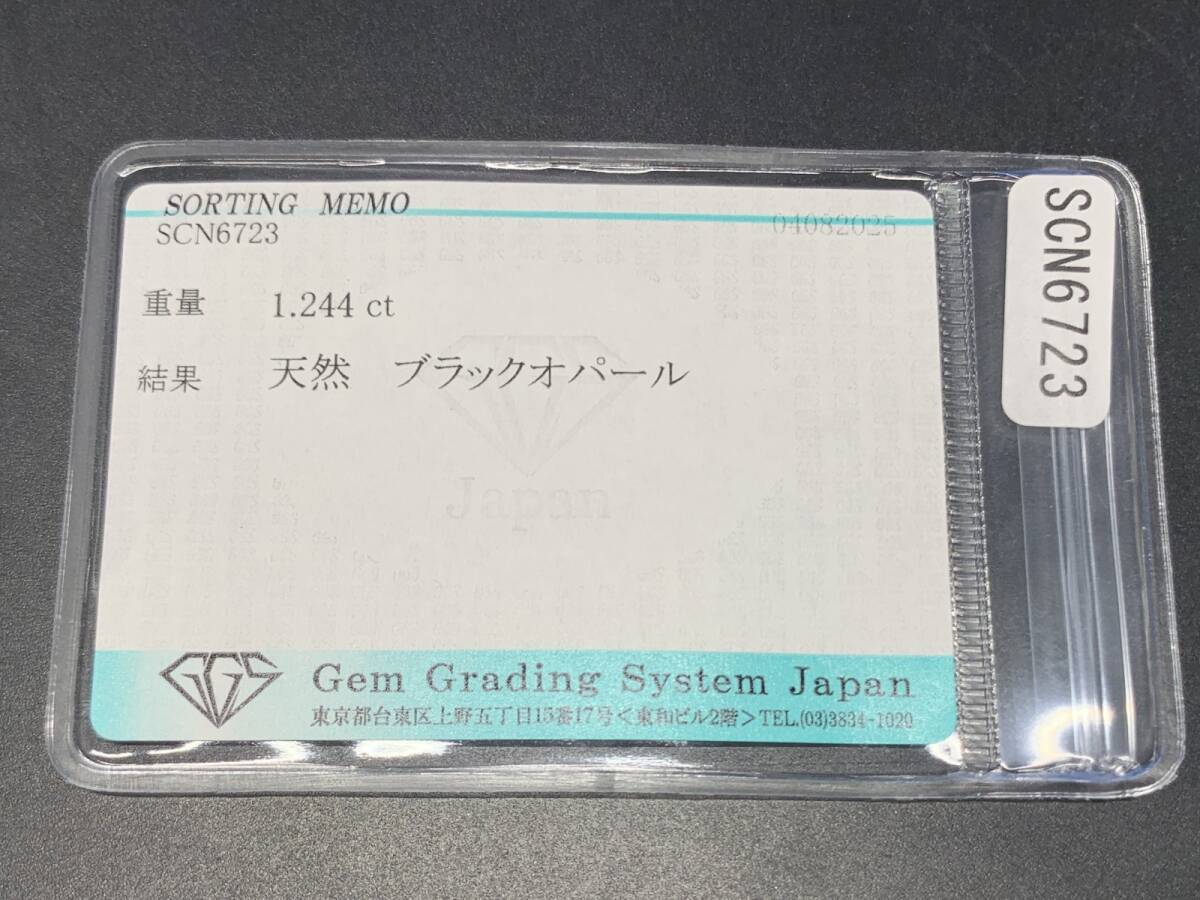 SORTING MEMO
SCN6723 04082025
重量 1.244 ct
結果 天然 ブラックオパール
Japan
GGS Gem Grading System Japan
東京都台東区上野五丁目15番17号<東和ビル2階>TEL.(03)3834-1020
SCN6723